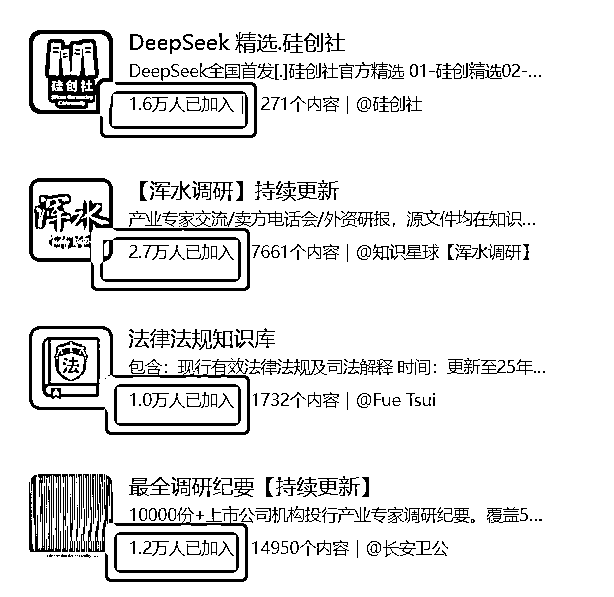 DeepSeek 精选.硅创社
DeepSeek全国首发[.]硅创社官方精选 01-硅创精选02-...
硅创社
1.6万人已加入 | 271个内容 | @硅创社
【浑水调研】持续更新
浑水
产业专家交流/卖方电话会/外资研报，源文件均在知识...
2.7万人已加入 7661个内容 | @知识星球【浑水调研】
法律法规知识库
法
包含：现行有效法律法规及司法解释 时间：更新至25年...
1.0万人已加入 1732个内容 | @Fue Tsui
最全调研纪要【持续更新】
10000份+上市公司机构投行产业专家调研纪要。覆盖5...
1.2万人已加入 14950个内容 | @长安卫公